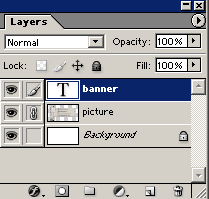 Layers
Normal Opacity: 100%
Lock: Fill: 100%
T banner
picture
Background